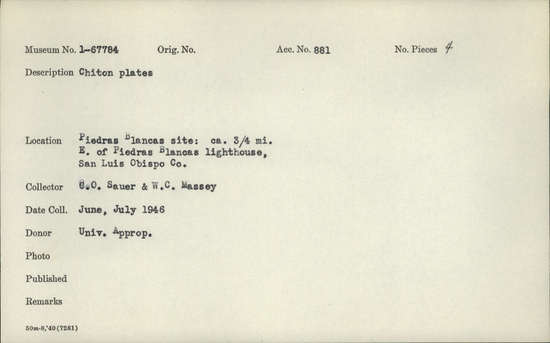 Museum No. 1-67784 Orig. No. Acc. No. 881 No. Pieces 4
Description Chiton plates
Location Piedras Blancas site: ca. 3/4 mi.
E. of Piedras Blancas lighthouse,
San Luis Obispo Co.
Collector C.O. Sauer & W.C. Massey
Date Coll. June, July 1946
Donor Univ. Approp.
Photo
Published
Remarks
50m-8,'40(7281)